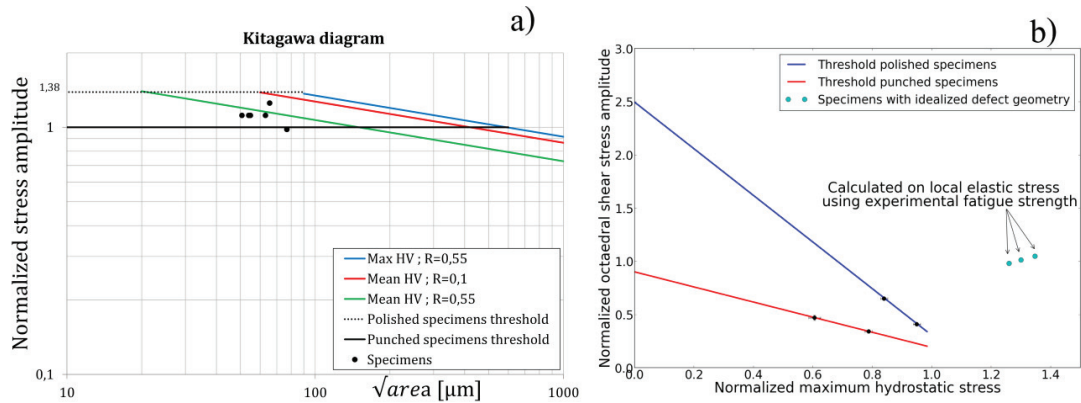 a)
Kitagawa diagram
Normalized stress amplitude
1,38
1
0,1
Max HV ; R=0,55
Mean HV ; R=0,1
Mean HV ; R=0,55
Polished specimens threshold
Punched specimens threshold
Specimens
10
100
1000
√area [µm]
b)
Normalized octaedral shear stress amplitude
3.0
2.5
2.0
1.5
1.0
0.5
0.0
Threshold polished specimens
Threshold punched specimens
Specimens with idealized defect geometry
Calculated on local elastic stress
using experimental fatigue strength
0.0
0.2
0.4
0.6
0.8
1.0
1.2
1.4
Normalized maximum hydrostatic stress